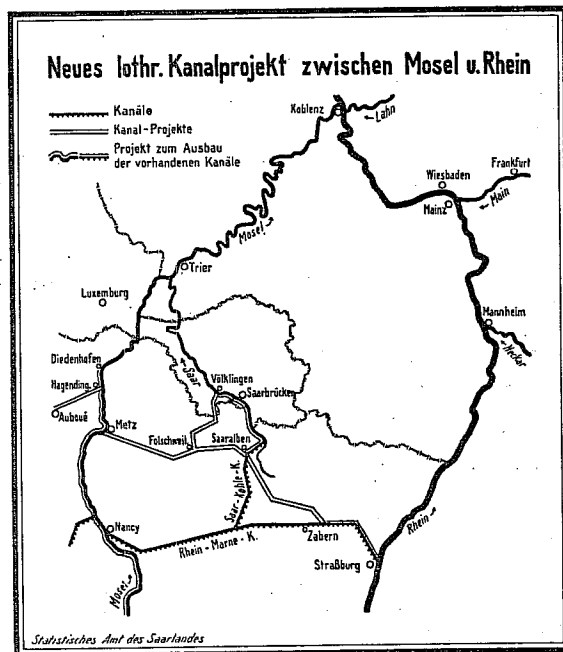 Neues lothr. Kanalprojekt zwischen Mosel u. Rhein
Kanäle
Kanal-Projekte
Projekt zum Ausbau
der vorhandenen Kanäle
Koblenz
Lahn
Wiesbaden
Frankfurt
Mainz
Main
Mosel
Trier
Luxemburg
Mannheim
Neckar
Diedenhofen
Hagending.
Saar
Völklingen
Saarbrücken
Auboué
Metz
Folschweil.
Saaralben
Saar-Kohle-K.
Nancy
Rhein-Marne-K.
Zabern
Rhein
Straßburg
Mosel
Statistisches Amt des Saarlandes